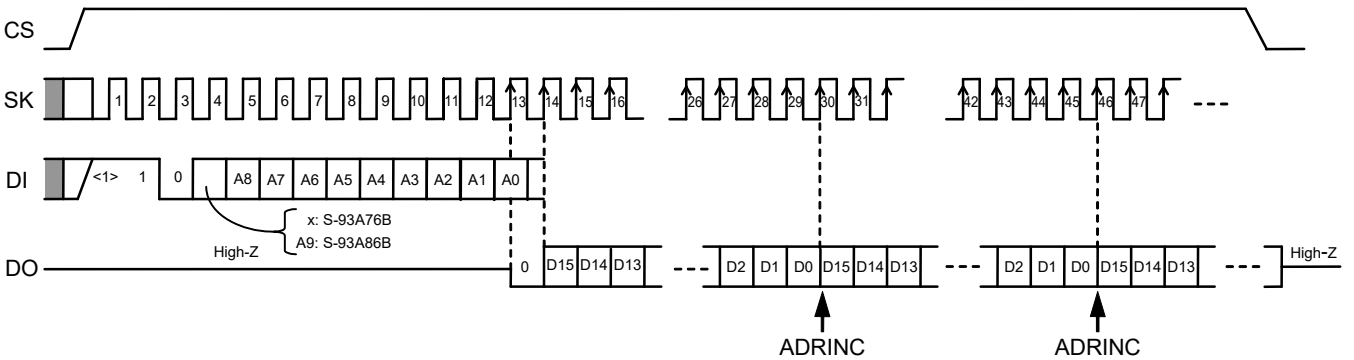 CS
SK 1 2 3 4 5 6 7 8 9 10 11 12 13 14 15 16 26 27 28 29 30 31 42 43 44 45 46 47
DI <1> 1 0 A8 A7 A6 A5 A4 A3 A2 A1 A0
x: S-93A76B
A9: S-93A86B
High-Z
DO 0 D15 D14 D13 D2 D1 D0 D15 D14 D13 D2 D1 D0 D15 D14 D13 High-Z
ADRINC ADRINC